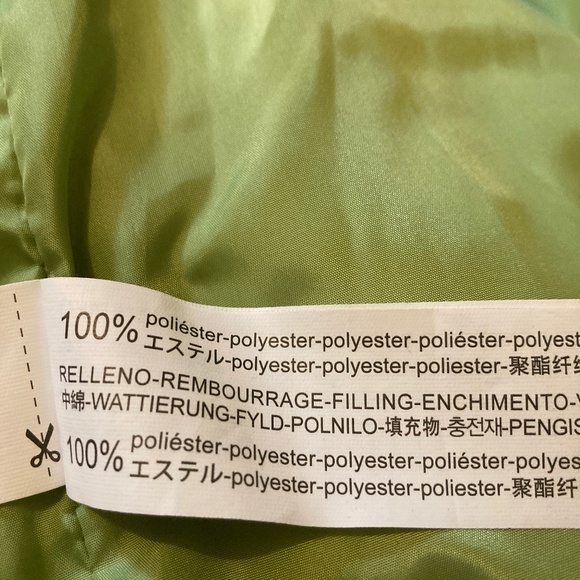 100% poliéster-polyester-polyester-poliéster-polyest
エステル-polyester-polyester-poliester-聚酯纤
RELLENO-REMBOURRAGE-FILLING-ENCHIMENTO-
中綿-WATTIERUNG-FYLD-POLNILO-填充物-충전재-PENGIS
100% poliéster-polyester-polyester-poliéster-polyes
エステル-polyester-polyester-poliester-聚酯纤